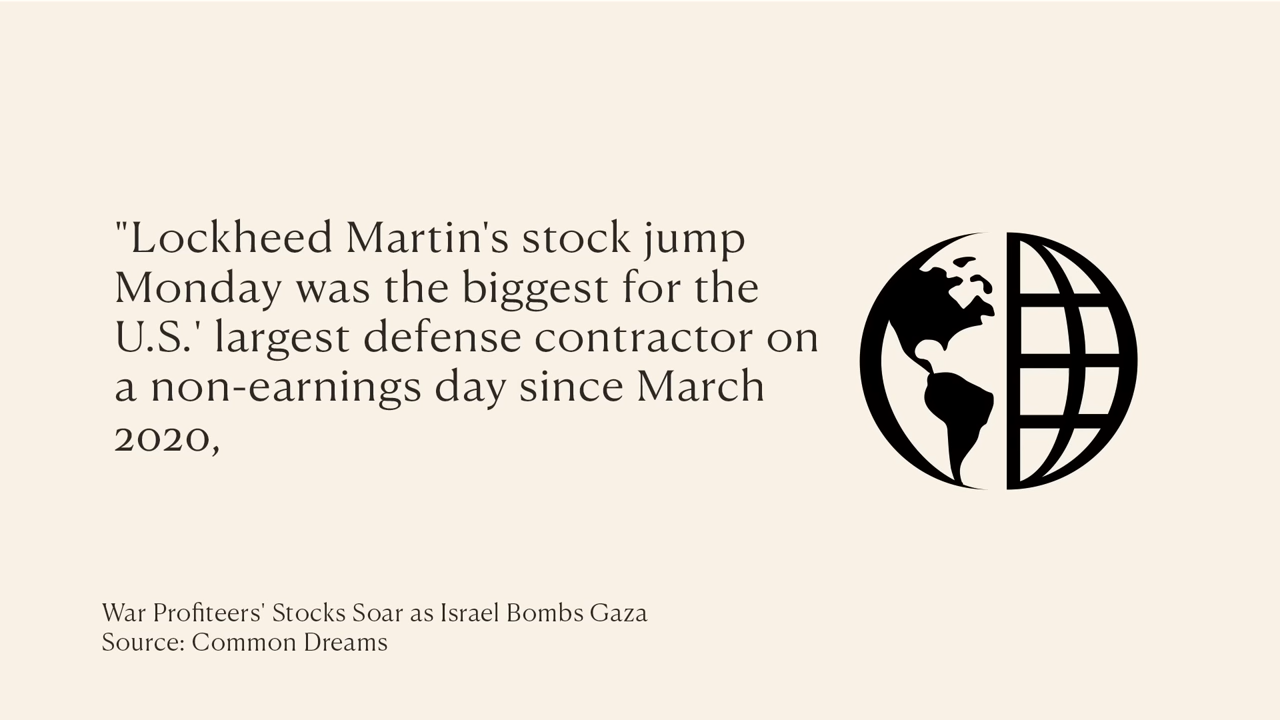 "Lockheed Martin's stock jump
Monday was the biggest for the
U.S.' largest defense contractor on
a non-earnings day since March
2020,
War Profiteers' Stocks Soar as Israel Bombs Gaza
Source: Common Dreams